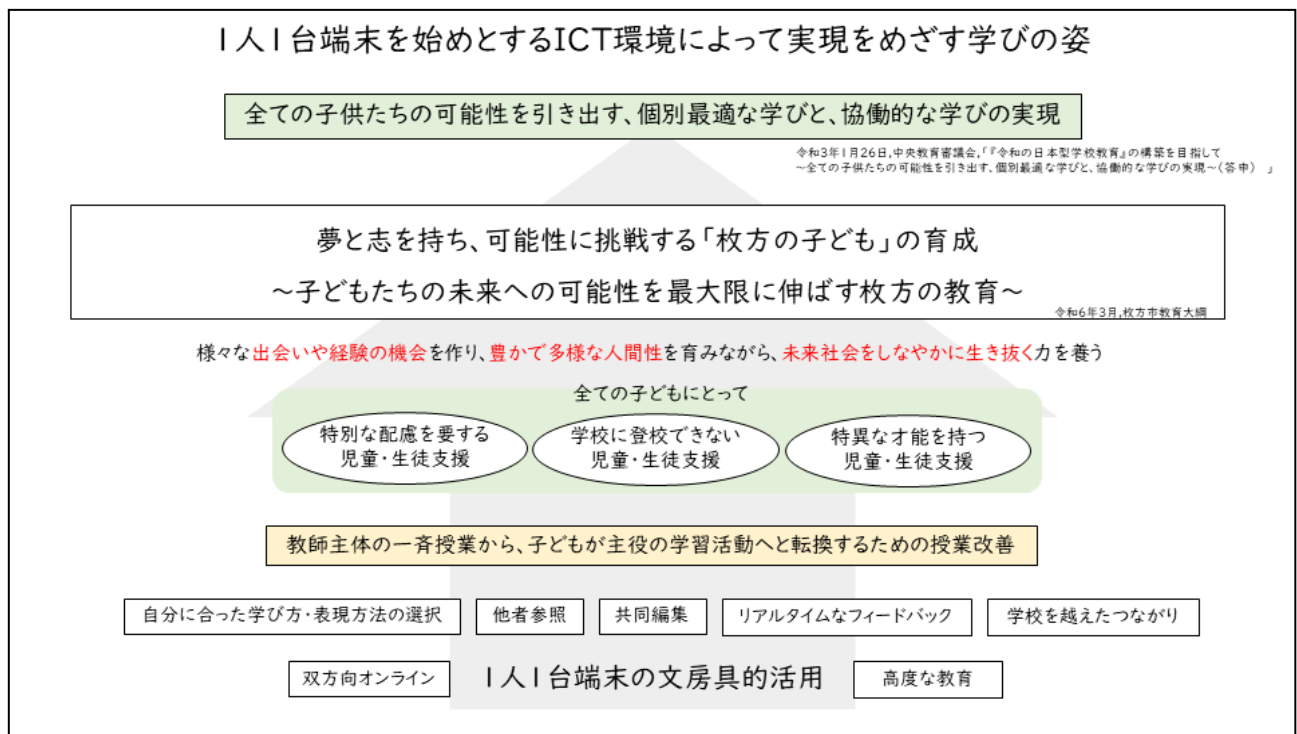 1人1台端末を始めとするICT環境によって実現をめざす学びの姿
全ての子供たちの可能性を引き出す、個別最適な学びと、協働的な学びの実現
令和3年1月26日,中央教育審議会,「『令和の日本型学校教育』の構築を目指して
~全ての子供たちの可能性を引き出す、個別最適な学びと、協働的な学びの実現~(答申) 」
夢と志を持ち、可能性に挑戦する「枚方の子ども」の育成
~子どもたちの未来への可能性を最大限に伸ばす枚方の教育~
令和6年3月,枚方市教育大綱
様々な出会いや経験の機会を作り、豊かで多様な人間性を育みながら、未来社会をしなやかに生き抜く力を養う
全ての子どもにとって
特別な配慮を要する
児童・生徒支援
学校に登校できない
児童・生徒支援
特異な才能を持つ
児童・生徒支援
教師主体の一斉授業から、子どもが主役の学習活動へと転換するための授業改善
自分に合った学び方・表現方法の選択
他者参照
共同編集
リアルタイムなフィードバック
学校を越えたつながり
双方向オンライン
1人1台端末の文房具的活用
高度な教育